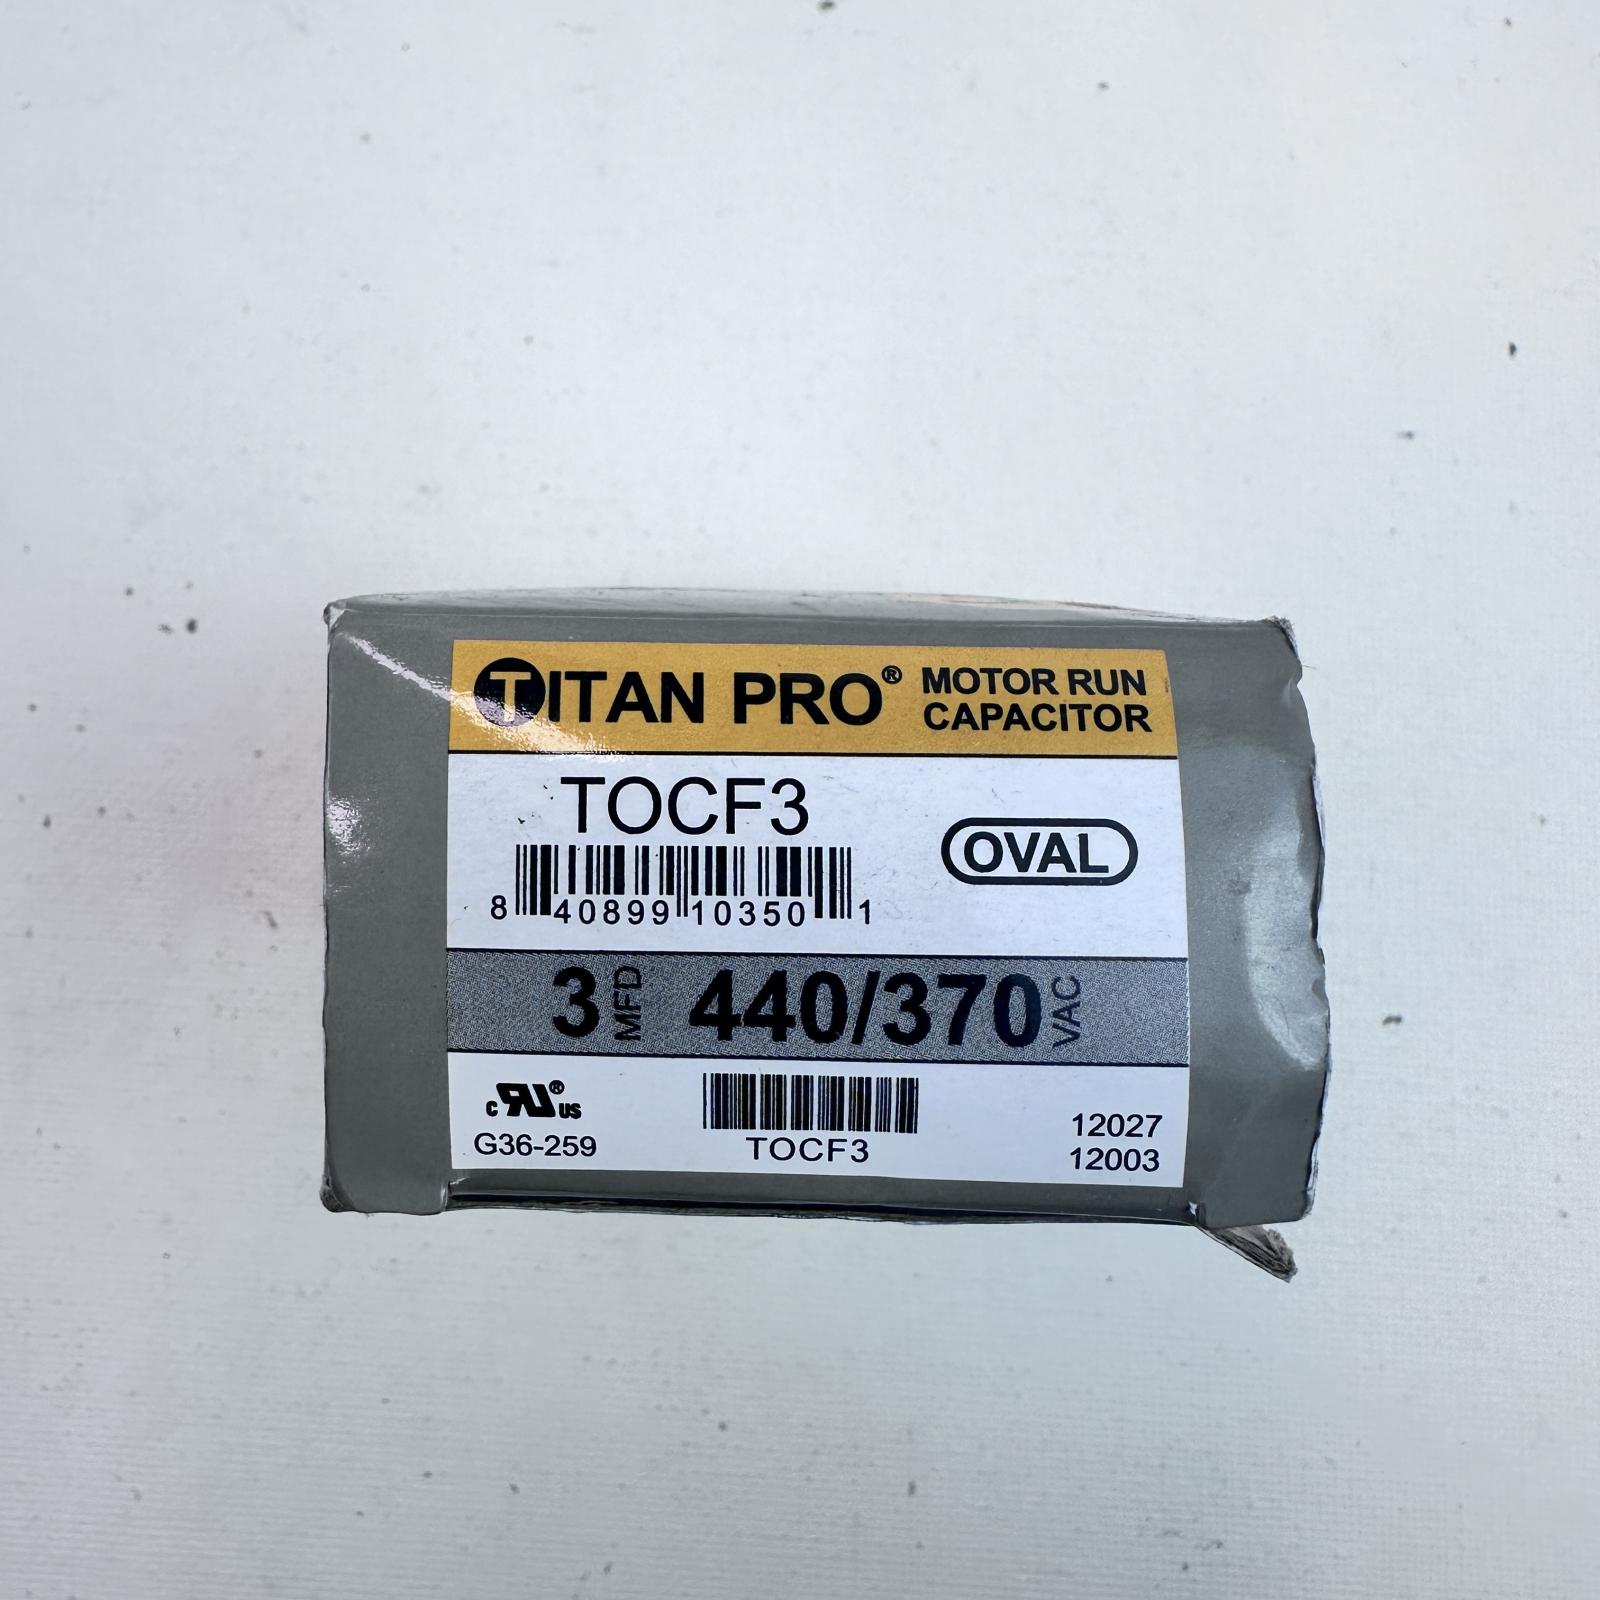 TITAN PRO® MOTOR RUN
CAPACITOR
TOCF3
OVAL
8 40899 10350 1
3 MFD 440/370 VAC
c RU® US
G36-259
TOCF3
12027
12003